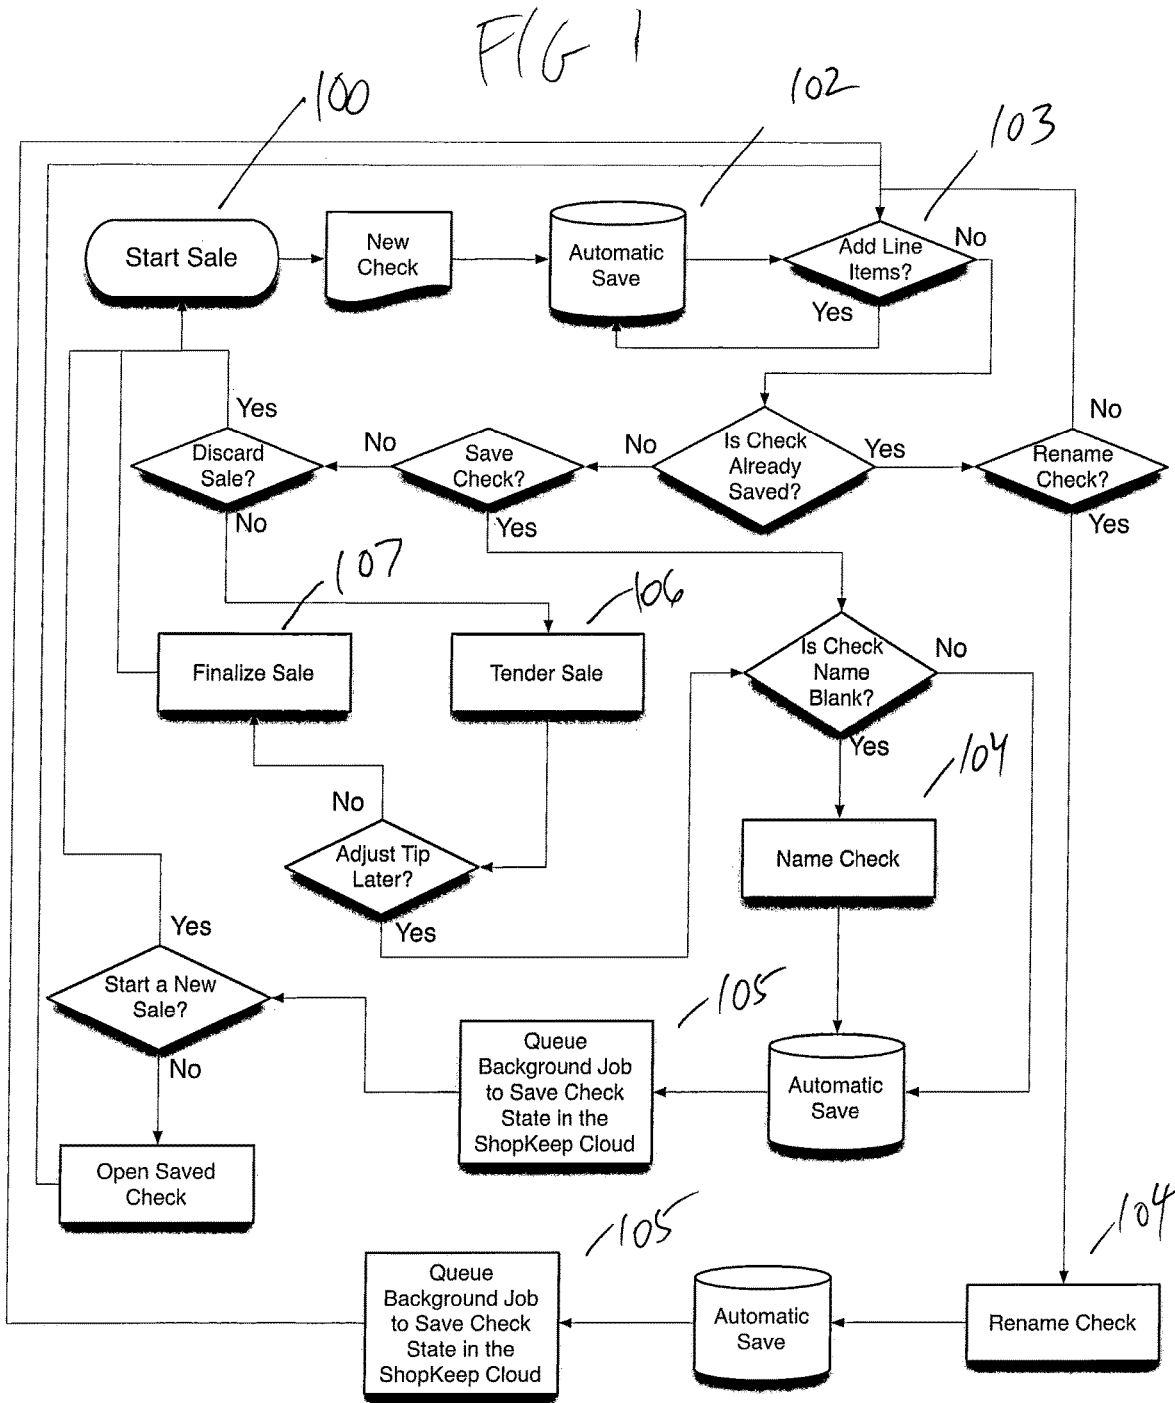 FIG 1
100
102
103
Start Sale
New
Check
Automatic
Save
Add Line
Items?
No
Yes
Yes
No
Discard
Sale?
No
Save
Check?
No
Is Check
Already
Saved?
Yes
Rename
Check?
No
Yes
Yes
107
106
Finalize Sale
Tender Sale
Is Check
Name
Blank?
No
Yes
104
No
Adjust Tip
Later?
Yes
Name Check
Yes
Start a New
Sale?
No
105
Queue
Background Job
to Save Check
State in the
ShopKeep Cloud
Automatic
Save
Open Saved
Check
105
104
Queue
Background Job
to Save Check
State in the
ShopKeep Cloud
Automatic
Save
Rename Check